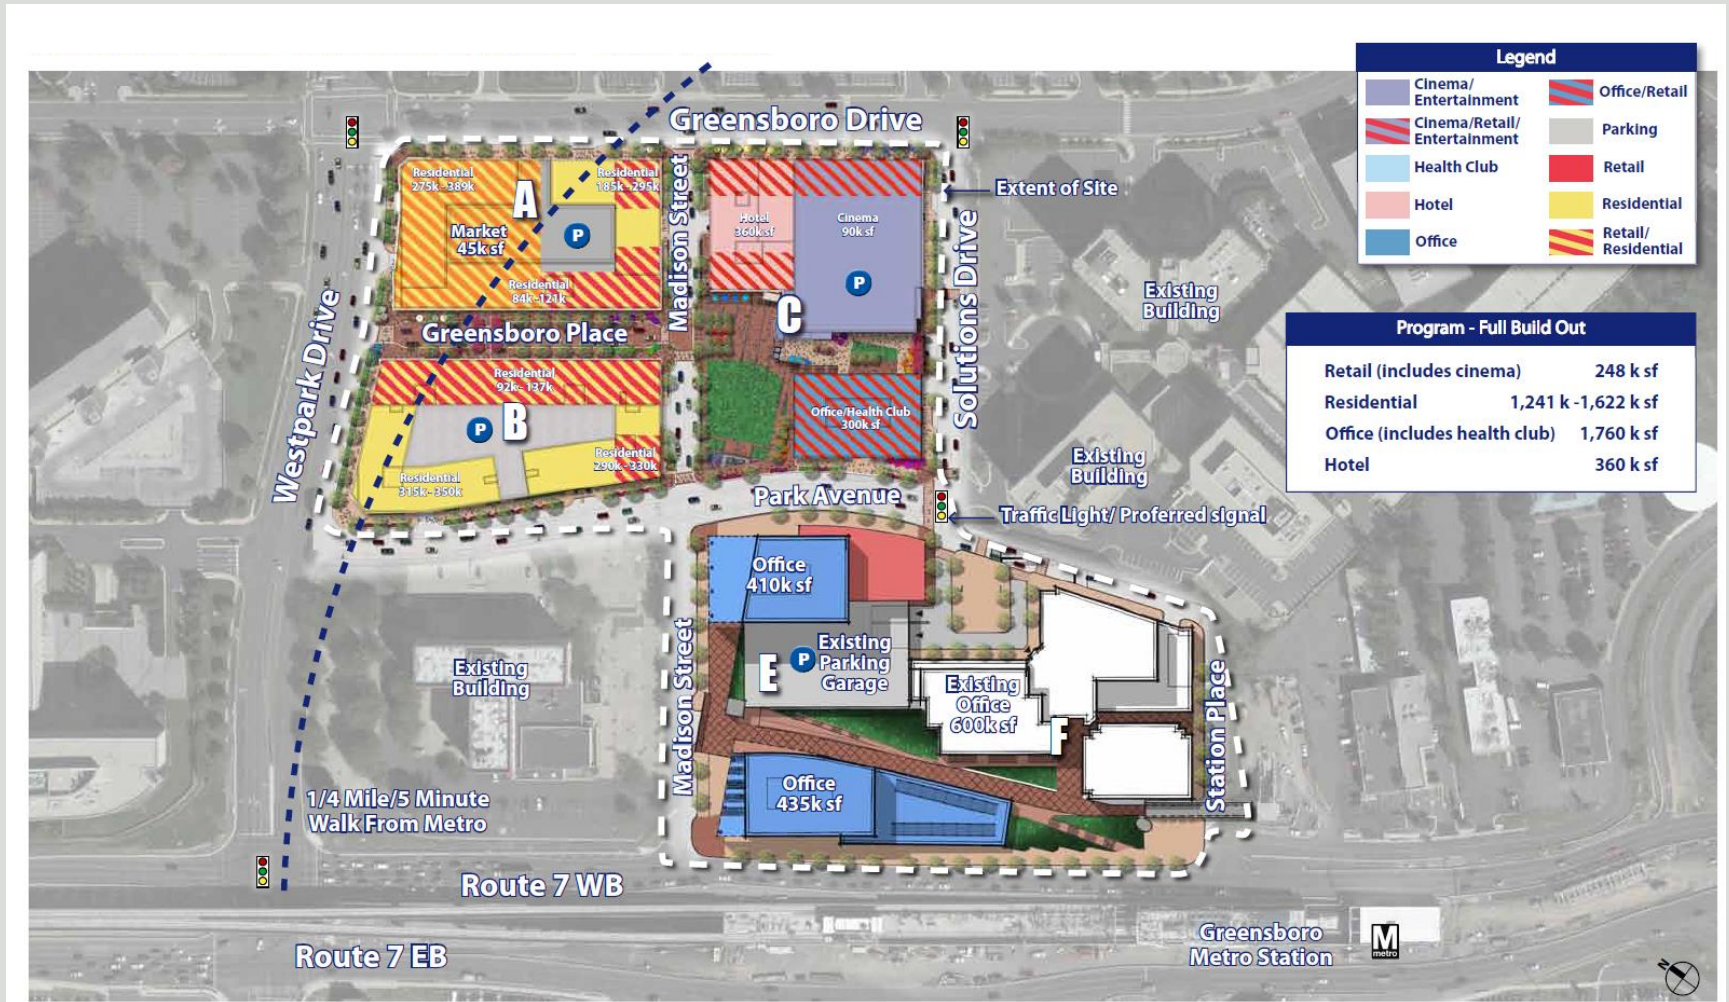 Legend
Cinema/
Entertainment
Office/Retail
Cinema/Retail/
Entertainment
Parking
Health Club
Retail
Hotel
Residential
Office
Retail/
Residential
Greensboro Drive
Madison Street
Residential
275k -389k
Residential
185k -295k
A
Market
45k sf
P
Residential
84k -121k
Hotel
360k sf
Cinema
90k sf
P
C
Extent of Site
Solutions Drive
Existing
Building
Westpark Drive
Greensboro Place
Program - Full Build Out
Retail (includes cinema) 248 k sf
Residential 1,241 k -1,622 k sf
Office (includes health club) 1,760 k sf
Hotel 360 k sf
Residential
92k - 137k
P
B
Office/Health Club
300k sf
Residential
290k - 330k
Residential
315k - 350k
Existing
Building
Park Avenue
Traffic Light/ Proferred signal
Office
410k sf
Madison Street
E
P
Existing
Parking
Garage
Existing
Office
600k sf
F
Station Place
Existing
Building
Office
435k sf
1/4 Mile/5 Minute
Walk From Metro
Route 7 WB
Route 7 EB
Greensboro
Metro Station
M
metro
N